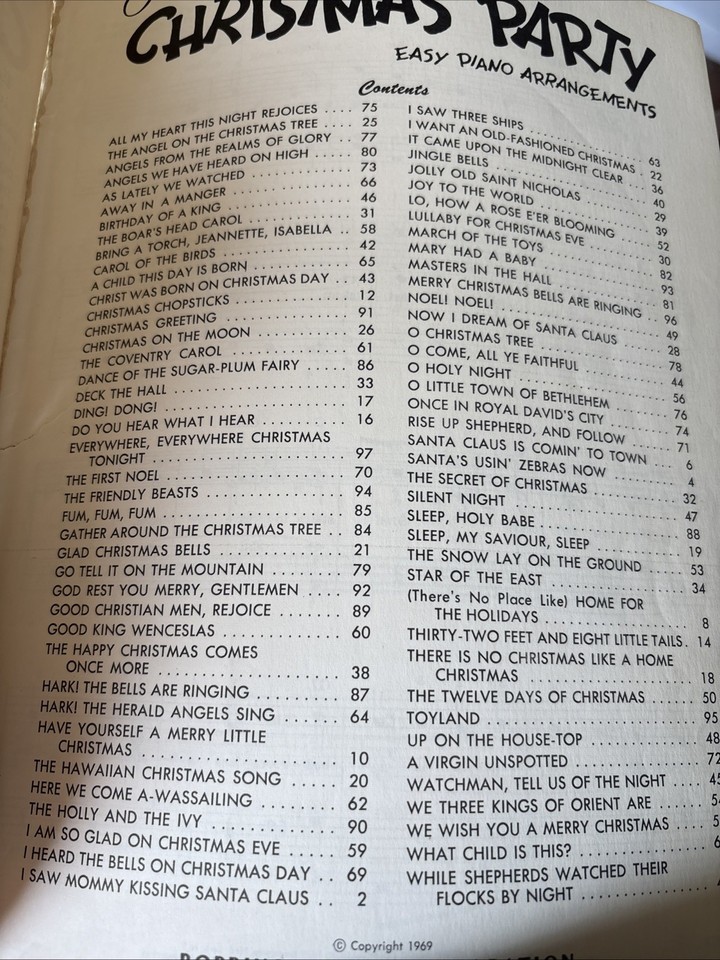 CHRISTMAS PARTY
EASY PIANO ARRANGEMENTS
Contents
ALL MY HEART THIS NIGHT REJOICES .... 75
THE ANGEL ON THE CHRISTMAS TREE ... 25
ANGELS FROM THE REALMS OF GLORY .. 77
ANGELS WE HAVE HEARD ON HIGH ..... 80
AS LATELY WE WATCHED ............. 73
AWAY IN A MANGER ................ 66
BIRTHDAY OF A KING ............... 46
THE BOAR'S HEAD CAROL ............ 31
BRING A TORCH, JEANNETTE, ISABELLA .. 58
CAROL OF THE BIRDS ............... 42
A CHILD THIS DAY IS BORN .......... 65
CHRIST WAS BORN ON CHRISTMAS DAY .. 43
CHRISTMAS CHOPSTICKS ............. 12
CHRISTMAS GREETING ............... 91
CHRISTMAS ON THE MOON ............ 26
THE COVENTRY CAROL .............. 61
DANCE OF THE SUGAR-PLUM FAIRY ..... 86
DECK THE HALL .................... 33
DING! DONG! ..................... 17
DO YOU HEAR WHAT I HEAR .......... 16
EVERYWHERE, EVERYWHERE CHRISTMAS
TONIGHT ..................... 97
THE FIRST NOEL ................... 70
THE FRIENDLY BEASTS ............... 94
FUM, FUM, FUM ................... 85
GATHER AROUND THE CHRISTMAS TREE .. 84
GLAD CHRISTMAS BELLS ............. 21
GO TELL IT ON THE MOUNTAIN ........ 79
GOD REST YOU MERRY, GENTLEMEN .... 92
GOOD CHRISTIAN MEN, REJOICE ....... 89
GOOD KING WENCESLAS ............. 60
THE HAPPY CHRISTMAS COMES
ONCE MORE ................... 38
HARK! THE BELLS ARE RINGING ........ 87
HARK! THE HERALD ANGELS SING ...... 64
HAVE YOURSELF A MERRY LITTLE
CHRISTMAS .................... 10
THE HAWAIIAN CHRISTMAS SONG ..... 20
HERE WE COME A-WASSAILING ........ 62
THE HOLLY AND THE IVY ............. 90
I AM SO GLAD ON CHRISTMAS EVE ..... 59
I HEARD THE BELLS ON CHRISTMAS DAY .. 69
I SAW MOMMY KISSING SANTA CLAUS .. 2
I SAW THREE SHIPS ................ 63
I WANT AN OLD-FASHIONED CHRISTMAS . 22
IT CAME UPON THE MIDNIGHT CLEAR ... 36
JINGLE BELLS ..................... 40
JOLLY OLD SAINT NICHOLAS .......... 29
JOY TO THE WORLD ................ 39
LO, HOW A ROSE E'ER BLOOMING ..... 52
LULLABY FOR CHRISTMAS EVE ......... 30
MARCH OF THE TOYS ............... 82
MARY HAD A BABY ................. 93
MASTERS IN THE HALL .............. 81
MERRY CHRISTMAS BELLS ARE RINGING .. 96
NOEL! NOEL! ..................... 49
NOW I DREAM OF SANTA CLAUS ...... 28
O CHRISTMAS TREE ................. 78
O COME, ALL YE FAITHFUL ........... 44
O HOLY NIGHT .................... 56
O LITTLE TOWN OF BETHLEHEM ........ 76
ONCE IN ROYAL DAVID'S CITY ........ 74
RISE UP SHEPHERD, AND FOLLOW ...... 71
SANTA CLAUS IS COMIN' TO TOWN ... 6
SANTA'S USIN' ZEBRAS NOW ........ 4
THE SECRET OF CHRISTMAS ........... 32
SILENT NIGHT .................... 47
SLEEP, HOLY BABE ................. 88
SLEEP, MY SAVIOUR, SLEEP ........... 19
THE SNOW LAY ON THE GROUND ..... 53
STAR OF THE EAST ................. 34
(There's No Place Like) HOME FOR
THE HOLIDAYS .................. 8
THIRTY-TWO FEET AND EIGHT LITTLE TAILS . 14
THERE IS NO CHRISTMAS LIKE A HOME
CHRISTMAS .................... 18
THE TWELVE DAYS OF CHRISTMAS ..... 50
TOYLAND ........................ 95
UP ON THE HOUSE-TOP ............. 48
A VIRGIN UNSPOTTED .............. 72
WATCHMAN, TELL US OF THE NIGHT .... 45
WE THREE KINGS OF ORIENT ARE ......
WE WISH YOU A MERRY CHRISTMAS ....
WHAT CHILD IS THIS? ..............
WHILE SHEPHERDS WATCHED THEIR
FLOCKS BY NIGHT ................
© Copyright 1969